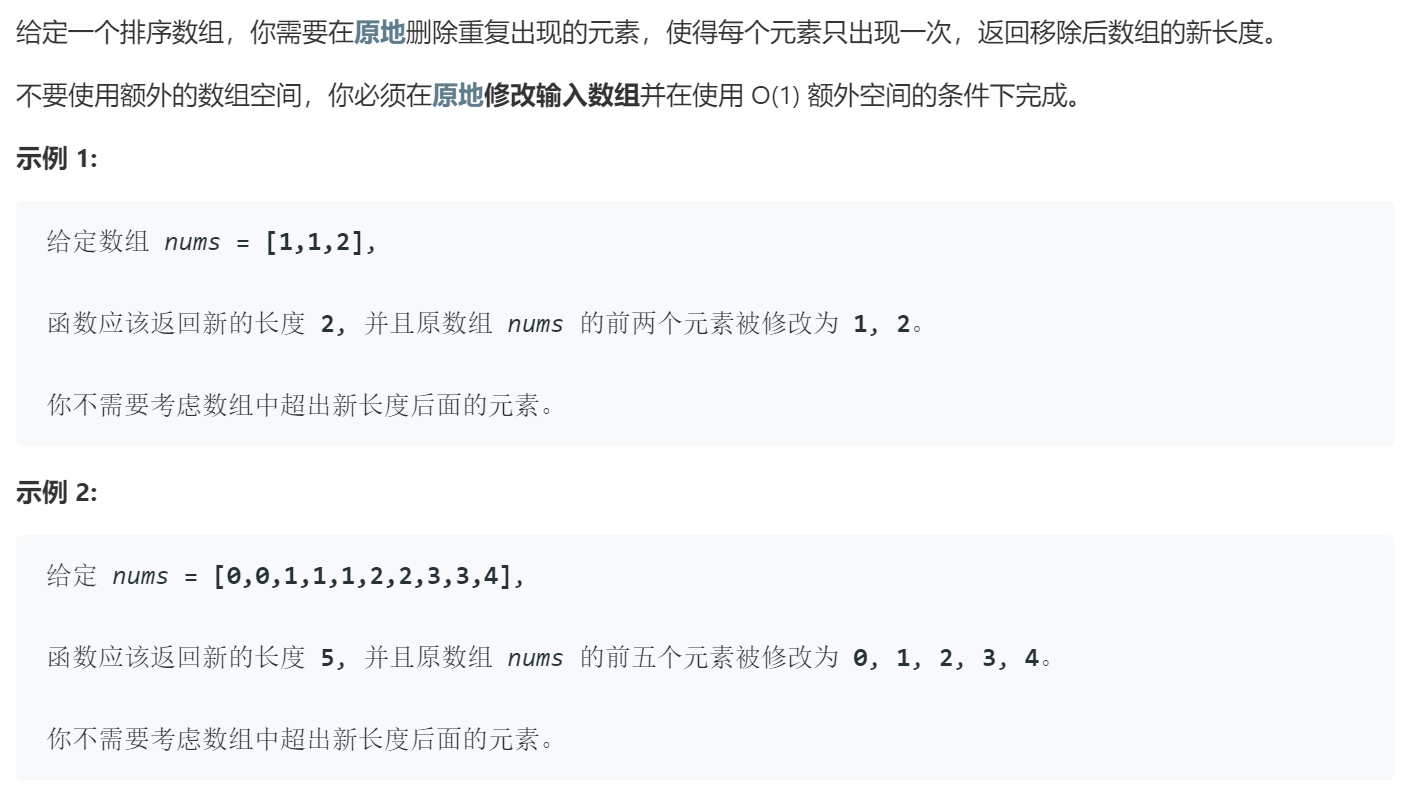 给定一个排序数组，你需要在原地删除重复出现的元素，使得每个元素只出现一次，返回移除后数组的新长度。
不要使用额外的数组空间，你必须在原地修改输入数组并在使用 O(1) 额外空间的条件下完成。
示例 1:
给定数组 nums = [1,1,2],
函数应该返回新的长度 2, 并且原数组 nums 的前两个元素被修改为 1, 2。
你不需要考虑数组中超出新长度后面的元素。
示例 2:
给定 nums = [0,0,1,1,1,2,2,3,3,4],
函数应该返回新的长度 5, 并且原数组 nums 的前五个元素被修改为 0, 1, 2, 3, 4。
你不需要考虑数组中超出新长度后面的元素。